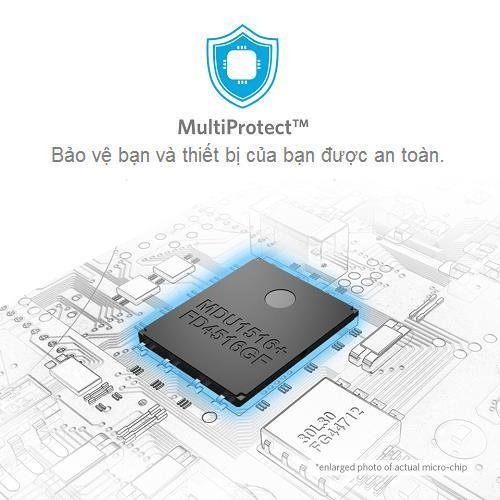 MultiProtect™
Bảo vệ bạn và thiết bị của bạn được an toàn.
MDU1516+
FD4516GF
30L30
FG44712
*enlarged photo of actual micro-chip